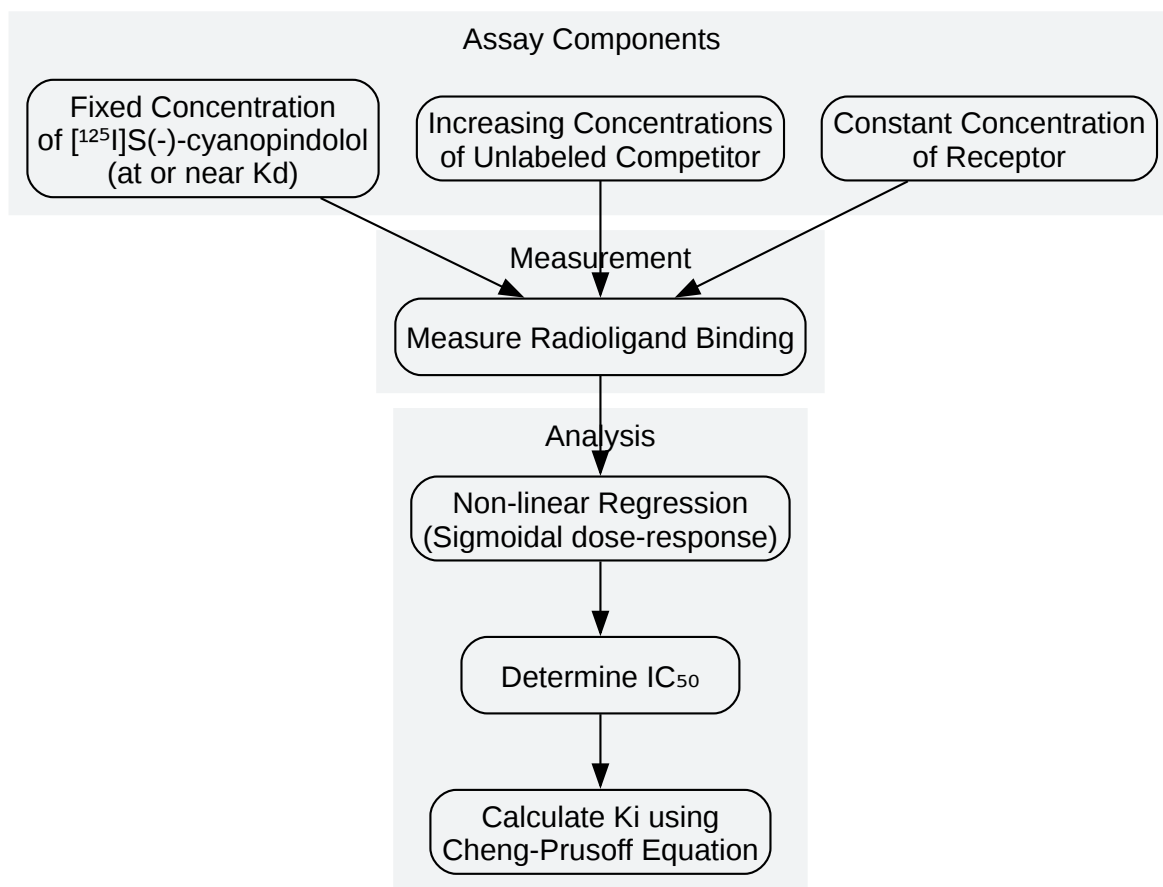 Assay Components
Fixed Concentration
of [¹²⁵I]S(-)-cyanopindolol
(at or near Kd)
Increasing Concentrations
of Unlabeled Competitor
Constant Concentration
of Receptor
Measurement
Measure Radioligand Binding
Analysis
Non-linear Regression
(Sigmoidal dose-response)
Determine IC₅₀
Calculate Ki using
Cheng-Prusoff Equation